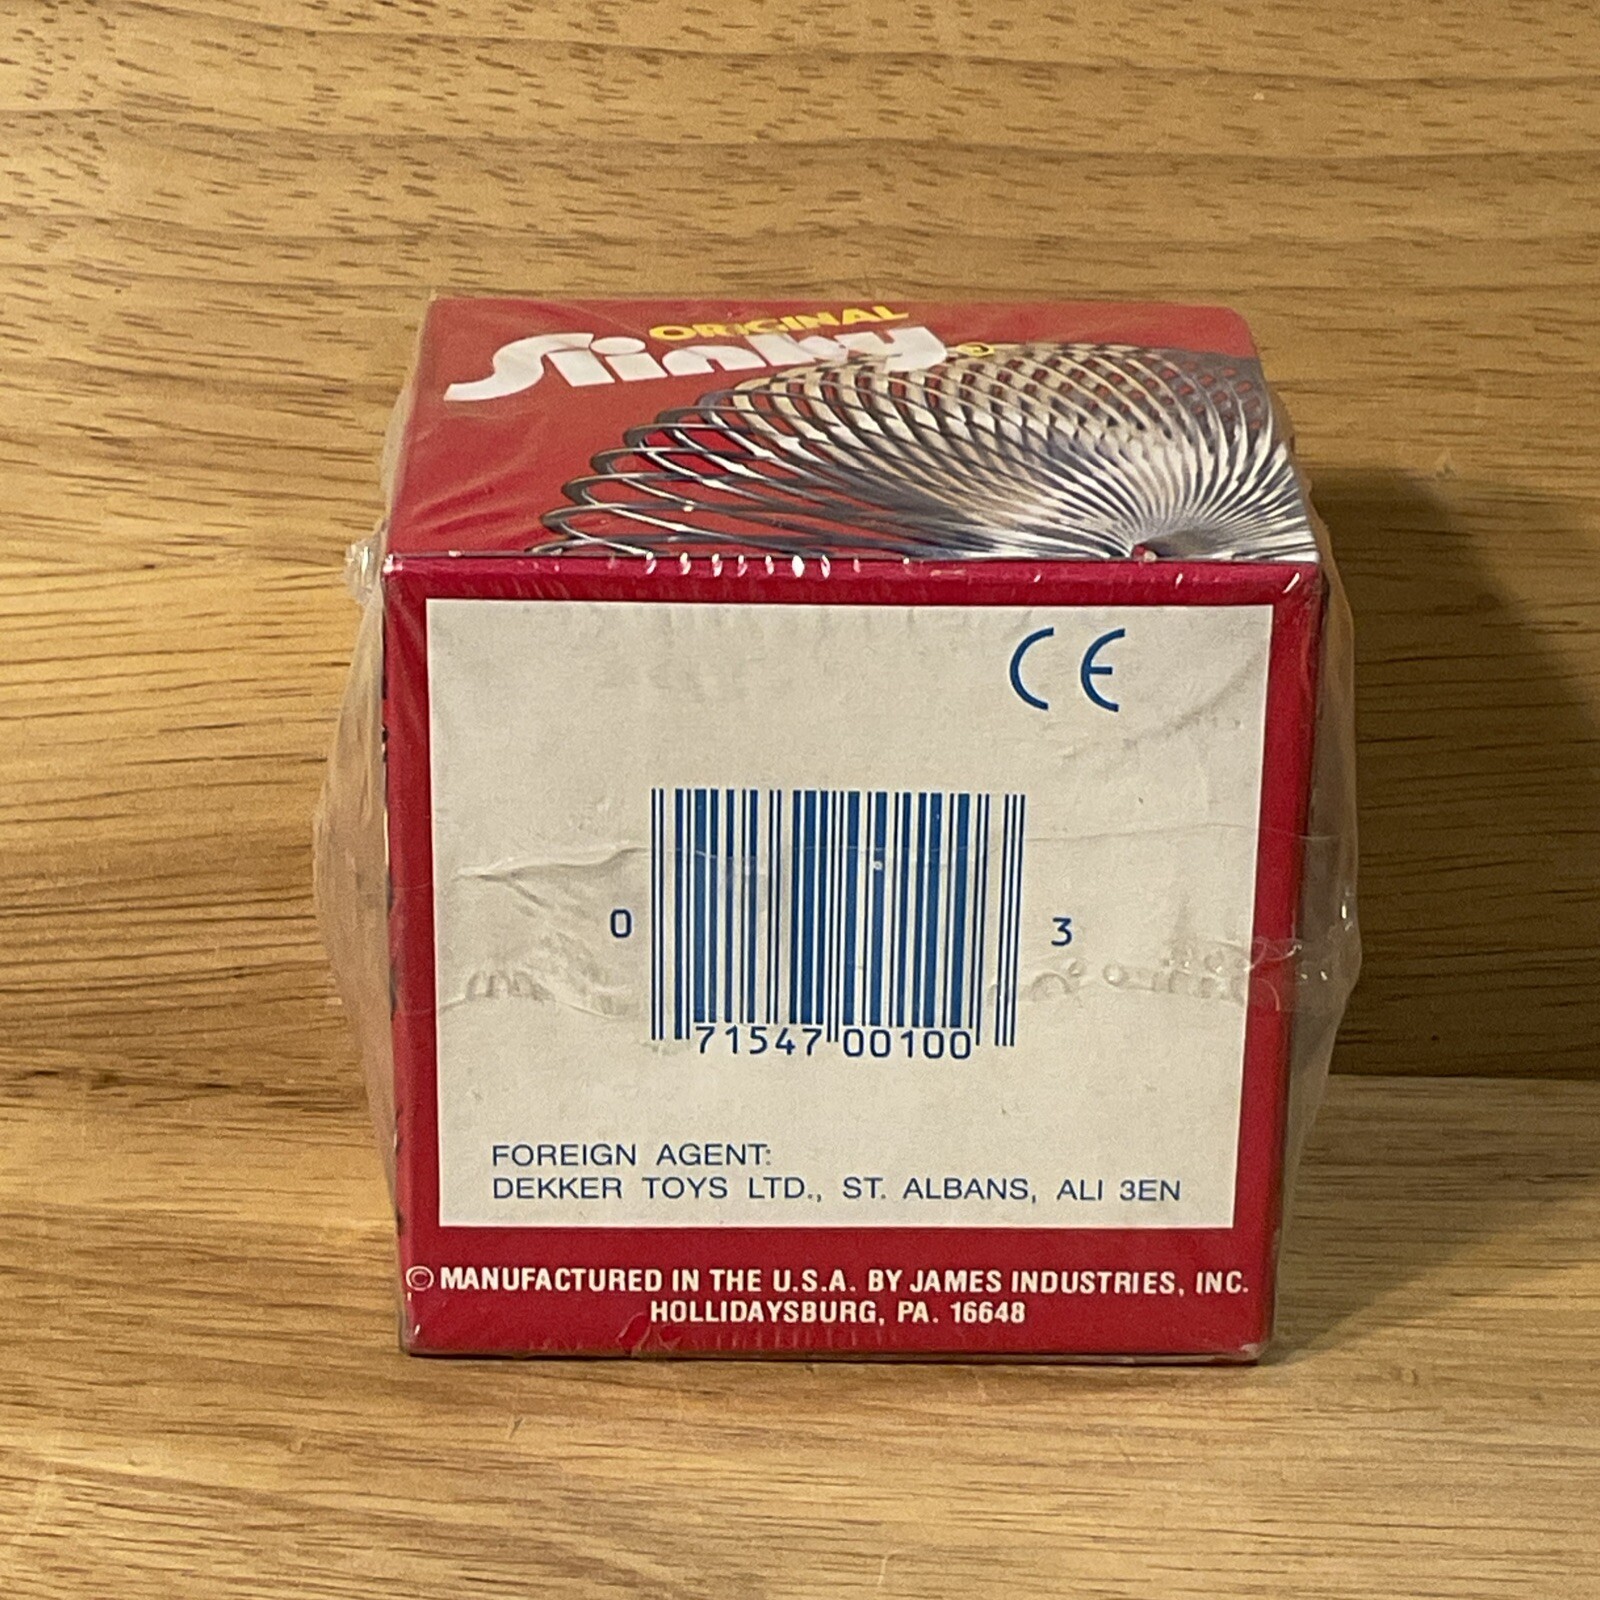 ORIGINAL
Slinky®
CE
0 71547 00100 3
FOREIGN AGENT:
DEKKER TOYS LTD., ST. ALBANS, ALI 3EN
© MANUFACTURED IN THE U.S.A. BY JAMES INDUSTRIES, INC.
HOLLIDAYSBURG, PA. 16648